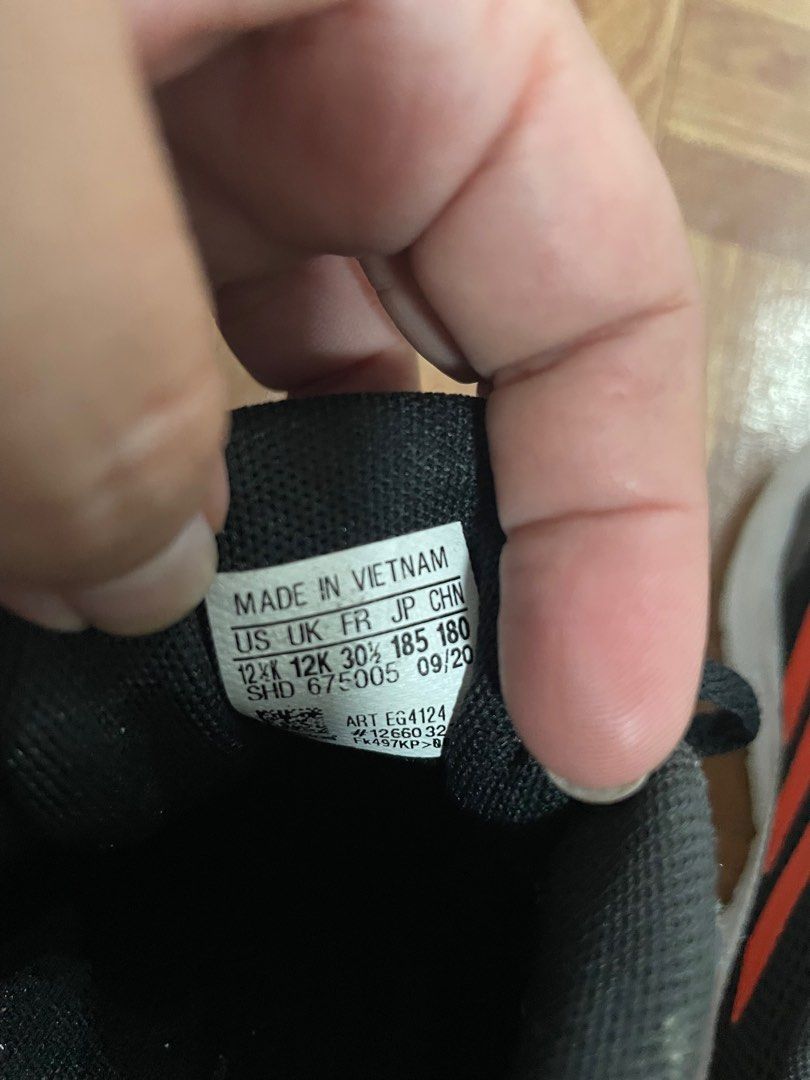 MADE IN VIETNAM
US UK FR JP CHN
12½K 12K 30½ 185 180
SHD 675005 09/20
ART EG4124
#1266032